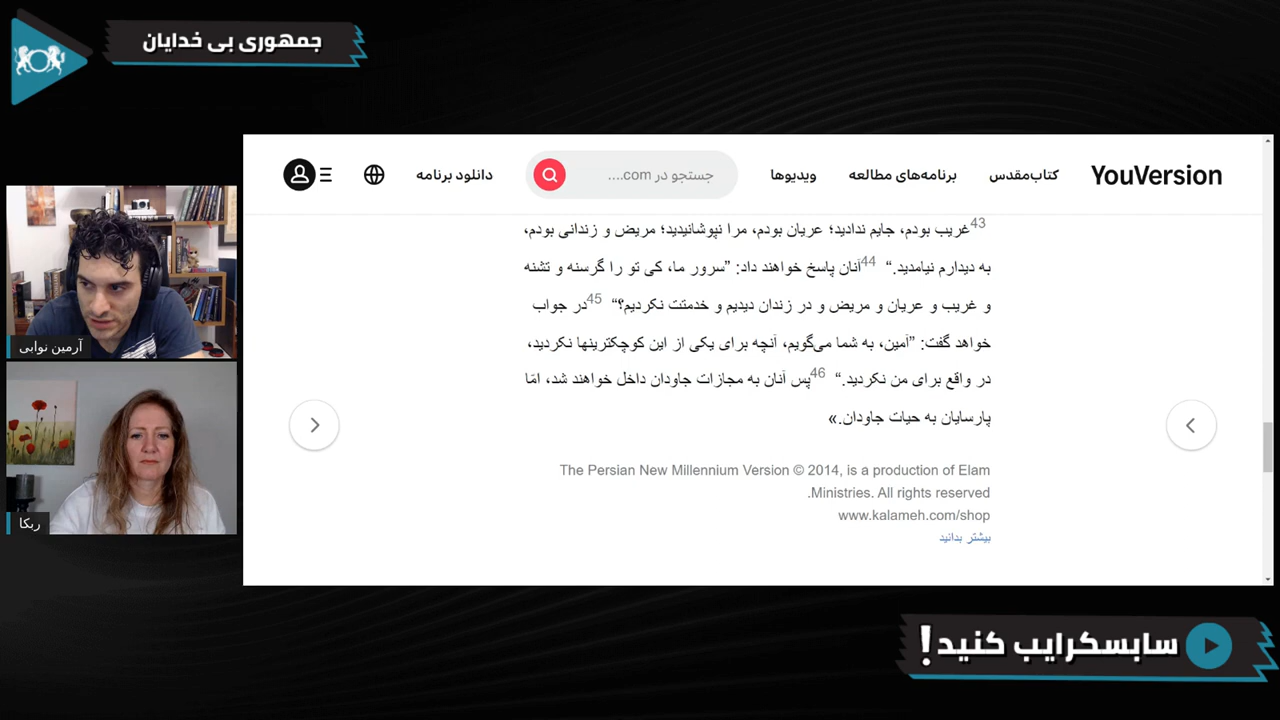 جمهوری بی خدایان
YouVersion
کتاب‌مقدس
برنامه‌های مطالعه
ویدیوها
جستجو در com....
دانلود برنامه
43غریب بودم، جایم ندادید؛ عریان بودم، مرا نپوشانیدید؛ مریض و زندانی بودم،
به دیدارم نیامدید.“ 44آنان پاسخ خواهند داد: ”سرور ما، کی تو را گرسنه و تشنه
و غریب و عریان و مریض و در زندان دیدیم و خدمتت نکردیم؟“ 45در جواب
خواهد گفت: ”آمین، به شما می‌گویم، آنچه برای یکی از این کوچکترینها نکردید،
در واقع برای من نکردید.“ 46پس آنان به مجازات جاودان داخل خواهند شد، امّا
پارسایان به حیات جاودان.»
The Persian New Millennium Version © 2014, is a production of Elam
.Ministries. All rights reserved
www.kalameh.com/shop
بیشتر بدانید
آرمین نوابی
ربکا
سابسکرایب کنید!